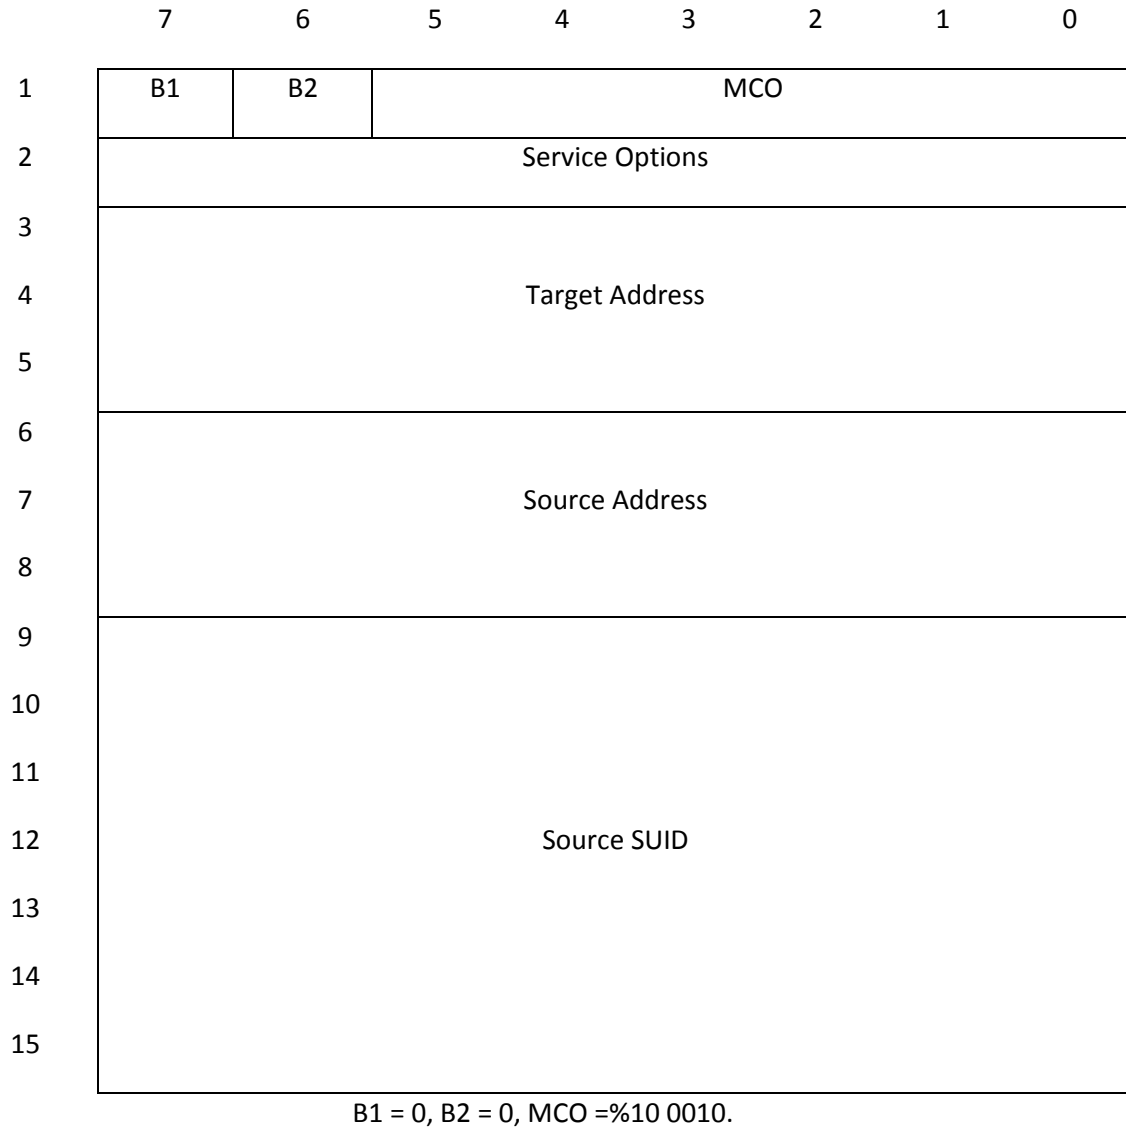 7 6 5 4 3 2 1 0
1 B1 B2 MCO
2 Service Options
3
4 Target Address
5
6
7 Source Address
8
9
10
11
12 Source SUID
13
14
15
B1 = 0, B2 = 0, MCO =%10 0010.